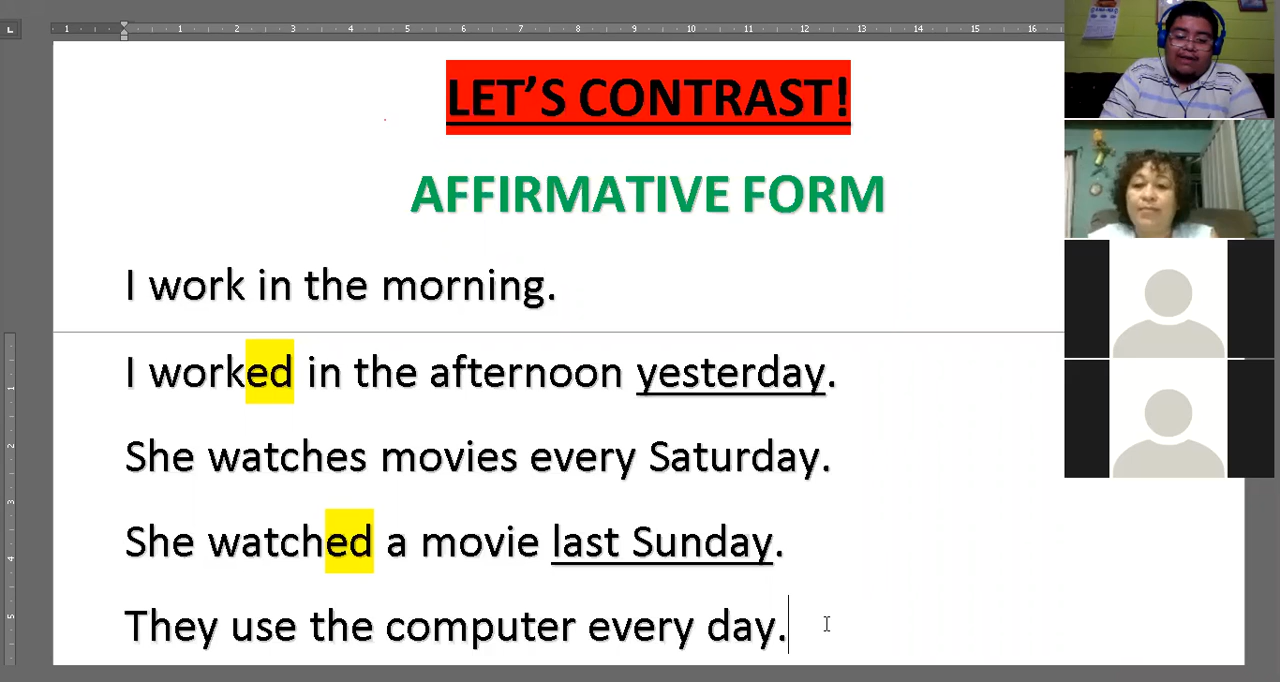 LET'S CONTRAST!
AFFIRMATIVE FORM
I work in the morning.
I worked in the afternoon yesterday.
She watches movies every Saturday.
She watched a movie last Sunday.
They use the computer every day.